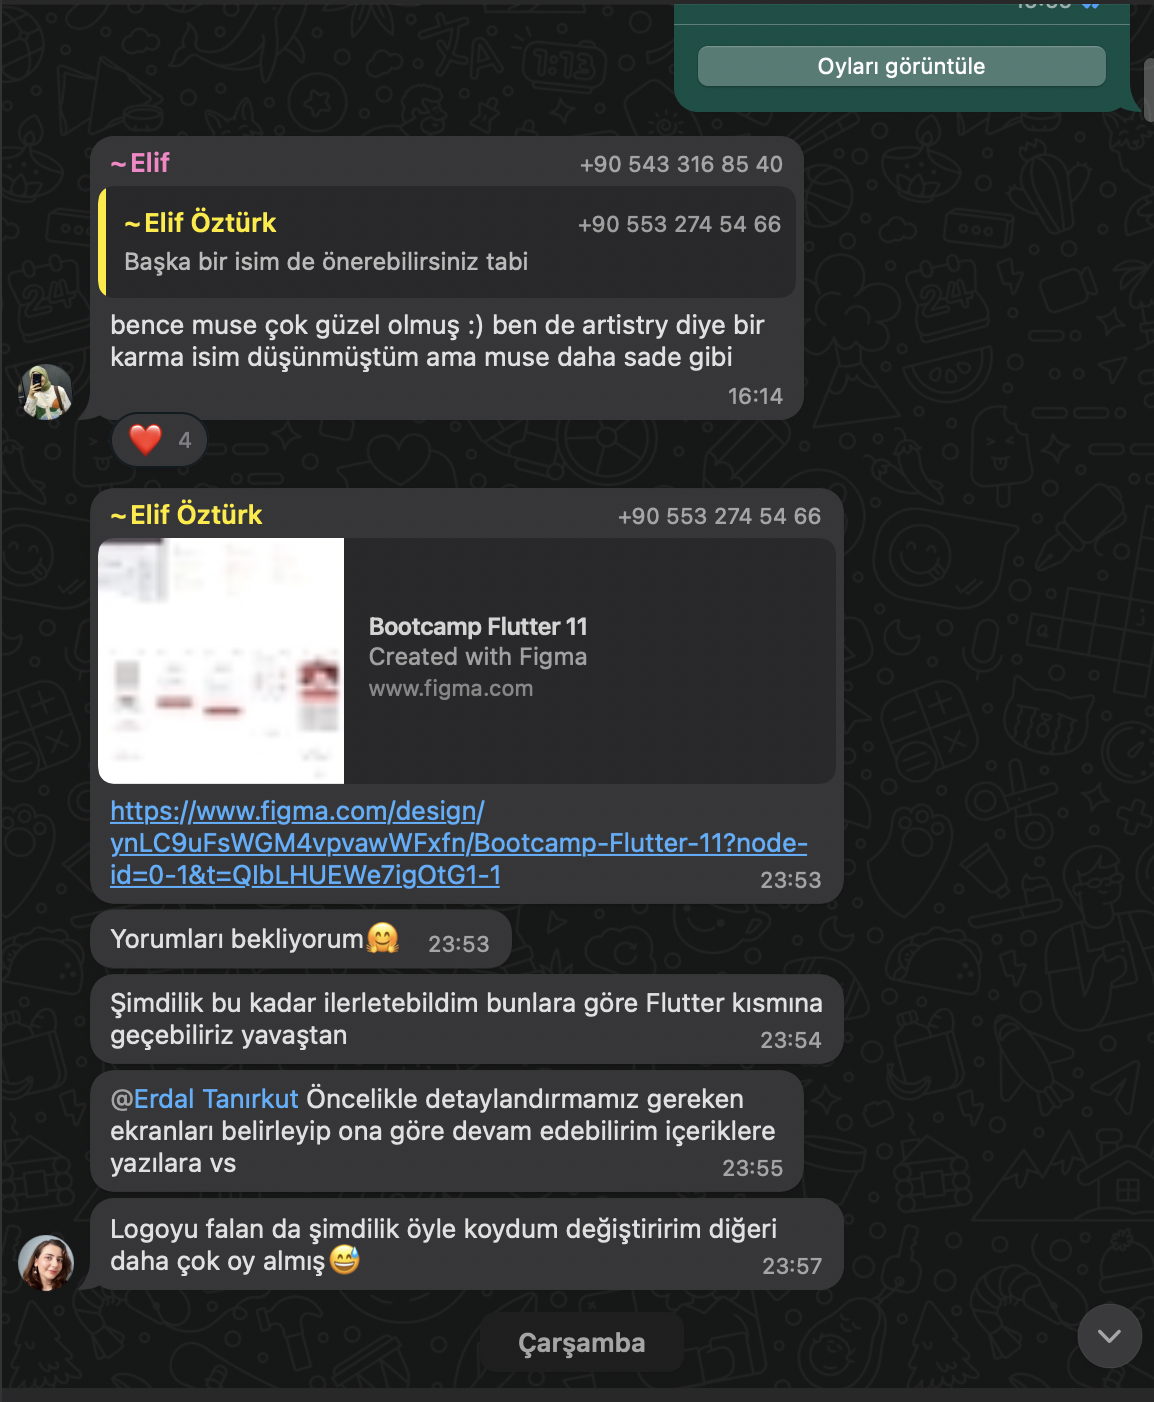 Oyları görüntüle
~Elif +90 543 316 85 40
~Elif Öztürk +90 553 274 54 66
Başka bir isim de önerebilirsiniz tabi
bence muse çok güzel olmuş :) ben de artistry diye bir
karma isim düşünmüştüm ama muse daha sade gibi
16:14
❤️ 4
~Elif Öztürk +90 553 274 54 66
Bootcamp Flutter 11
Created with Figma
www.figma.com
https://www.figma.com/design/
ynLC9uFsWGM4vpvawWFxfn/Bootcamp-Flutter-11?node-
id=0-1&t=QIbLHUEWe7igOtG1-1 23:53
Yorumları bekliyorum🤗 23:53
Şimdilik bu kadar ilerletebildim bunlara göre Flutter kısmına
geçebiliriz yavaştan 23:54
@Erdal Tanırkut Öncelikle detaylandırmamız gereken
ekranları belirleyip ona göre devam edebilirim içeriklere
yazılara vs 23:55
Logoyu falan da şimdilik öyle koydum değiştiririm diğeri
daha çok oy almış😅 23:57
Çarşamba